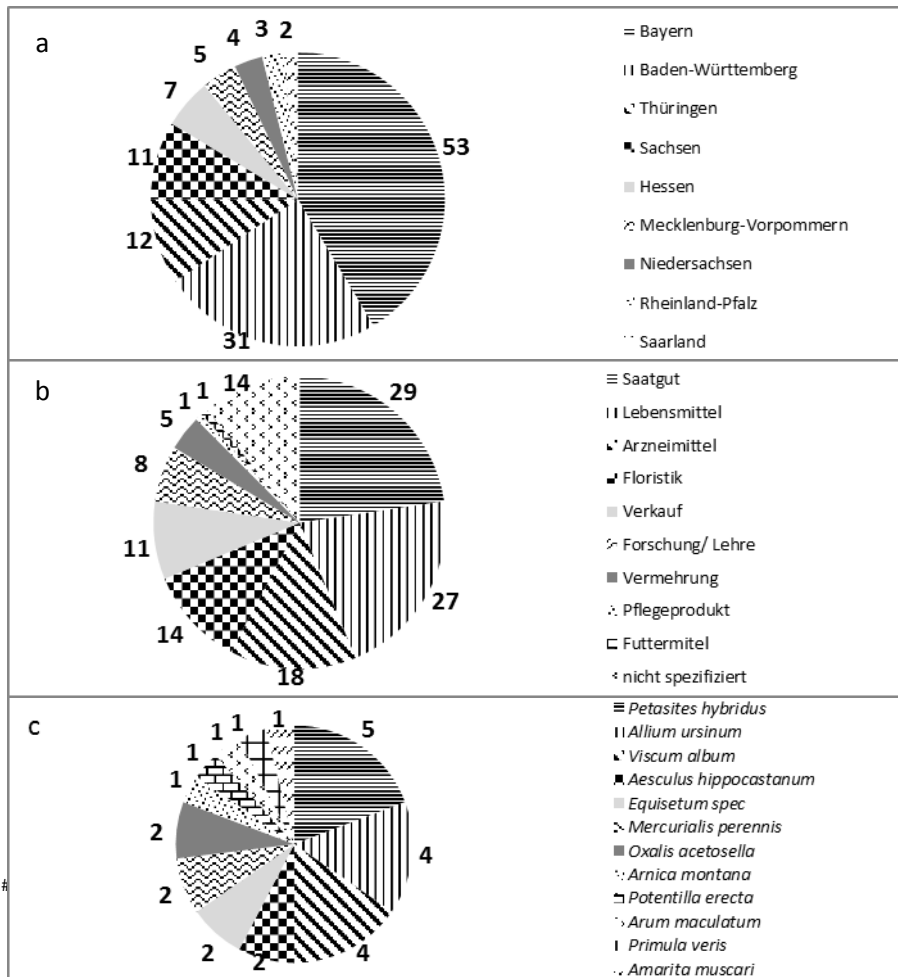 a
53
31
12
11
7
5
4
3
2
Bayern
Baden-Württemberg
Thüringen
Sachsen
Hessen
Mecklenburg-Vorpommern
Niedersachsen
Rheinland-Pfalz
Saarland
b
29
27
18
14
11
8
5
1
1
14
Saatgut
Lebensmittel
Arzneimittel
Floristik
Verkauf
Forschung/ Lehre
Vermehrung
Pflegeprodukt
Futtermitel
nicht spezifiziert
c
5
4
4
2
2
2
2
1
1
1
1
1
Petasites hybridus
Allium ursinum
Viscum album
Aesculus hippocastanum
Equisetum spec
Mercurialis perennis
Oxalis acetosella
Arnica montana
Potentilla erecta
Arum maculatum
Primula veris
Amarita muscari